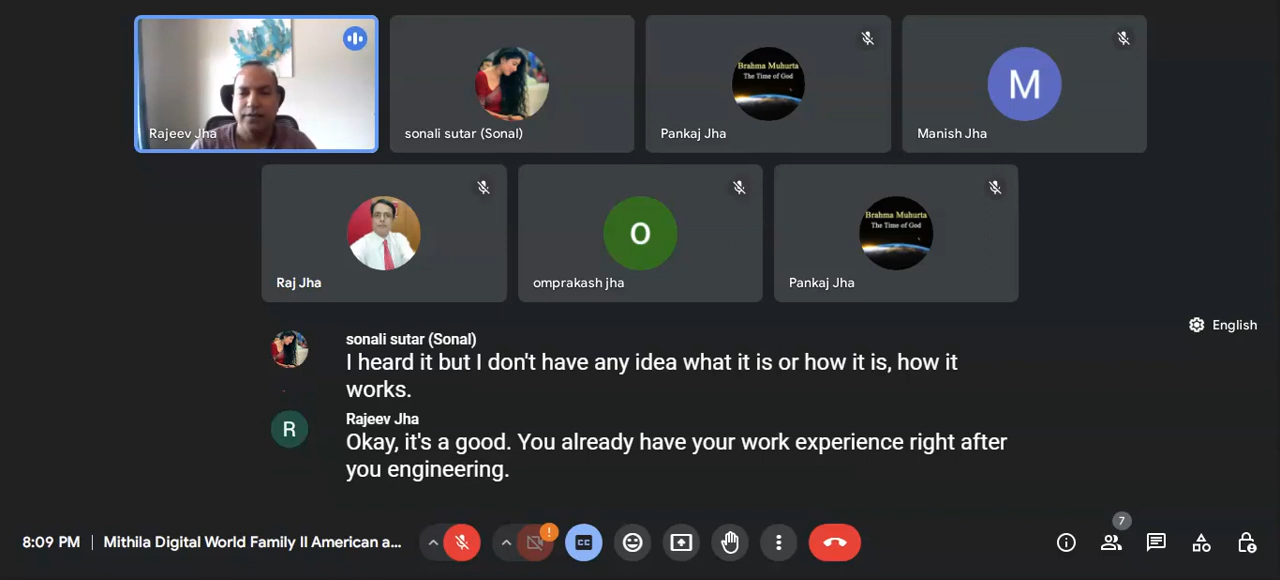 Rajeev Jha
sonali sutar (Sonal)
Brahma Muhurta
The Time of God
Pankaj Jha
M
Manish Jha
Raj Jha
O
omprakash jha
Brahma Muhurta
The Time of God
Pankaj Jha
English
sonali sutar (Sonal)
I heard it but I don't have any idea what it is or how it is, how it
works.
R
Rajeev Jha
Okay, it's a good. You already have your work experience right after
you engineering.
8:09 PM | Mithila Digital World Family II American a...
!
CC
7